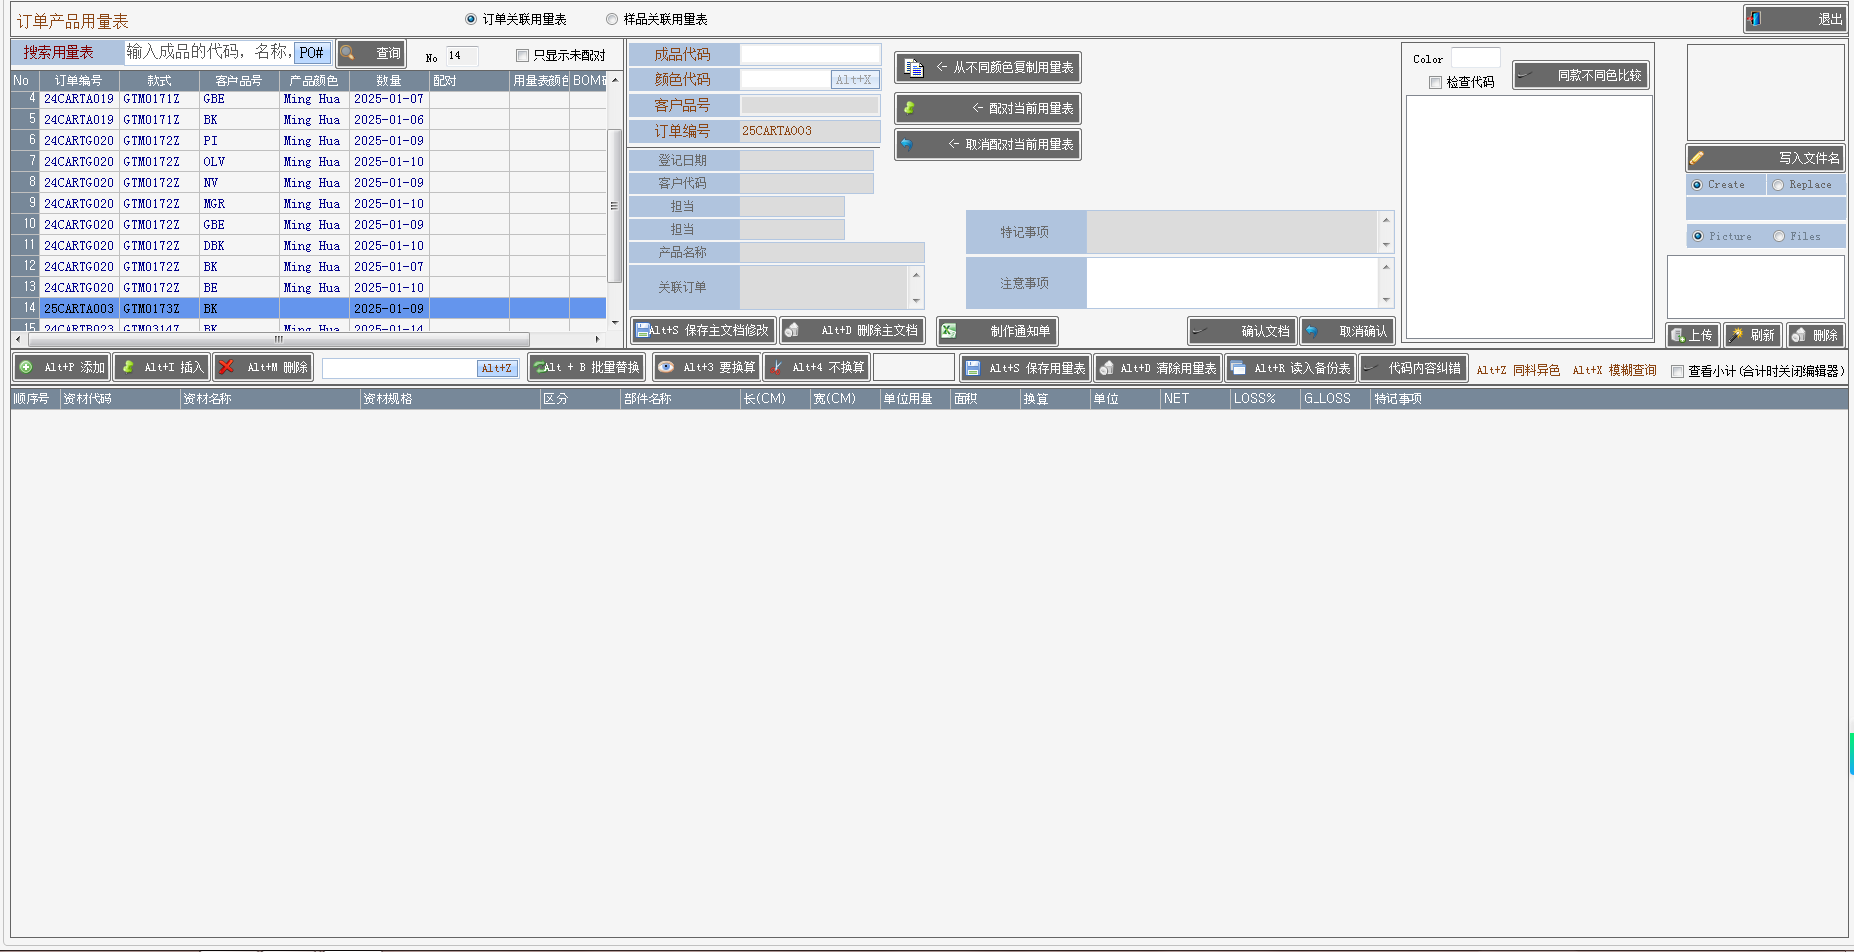 订单产品用量表
订单关联用量表
样品关联用量表
退出
搜索用量表
输入成品的代码, 名称,
PO#
查询
No
14
只显示未配对
No 订单编号 款式 客户品号 产品颜色 数量 配对 用量表颜色 BOM
4 24CARTA019 GTM0171Z GBE Ming Hua 2025-01-07
5 24CARTA019 GTM0171Z BK Ming Hua 2025-01-06
6 24CARTG020 GTM0172Z PI Ming Hua 2025-01-09
7 24CARTG020 GTM0172Z OLV Ming Hua 2025-01-10
8 24CARTG020 GTM0172Z NV Ming Hua 2025-01-09
9 24CARTG020 GTM0172Z MGR Ming Hua 2025-01-10
10 24CARTG020 GTM0172Z GBE Ming Hua 2025-01-09
11 24CARTG020 GTM0172Z DBK Ming Hua 2025-01-10
12 24CARTG020 GTM0172Z BK Ming Hua 2025-01-07
13 24CARTG020 GTM0172Z BE Ming Hua 2025-01-10
14 25CARTA003 GTM0173Z BK 2025-01-09
15 24CARTB023 GTM0314Z BK Ming Hua 2025-01-14
成品代码
颜色代码 Alt+X
客户品号
订单编号 25CARTA003
登记日期
客户代码
担当
担当
产品名称
关联订单
<- 从不同颜色复制用量表
<- 配对当前用量表
<- 取消配对当前用量表
特记事项
注意事项
Alt+S 保存主文档修改
Alt+D 删除主文档
制作通知单
确认文档
取消确认
Color
检查代码
同款不同色比较
写入文件名
Create
Replace
Picture
Files
上传
刷新
删除
Alt+P 添加
Alt+I 插入
Alt+M 删除
Alt+Z
Alt + B 批量替换
Alt+3 要换算
Alt+4 不换算
Alt+S 保存用量表
Alt+D 清除用量表
Alt+R 读入备份表
代码内容纠错
Alt+Z 同料异色
Alt+X 模糊查询
查看小计(合计时关闭编辑器)
顺序号 资材代码 资材名称 资材规格 区分 部件名称 长(CM) 宽(CM) 单位用量 面积 换算 单位 NET LOSS% G_LOSS 特记事项